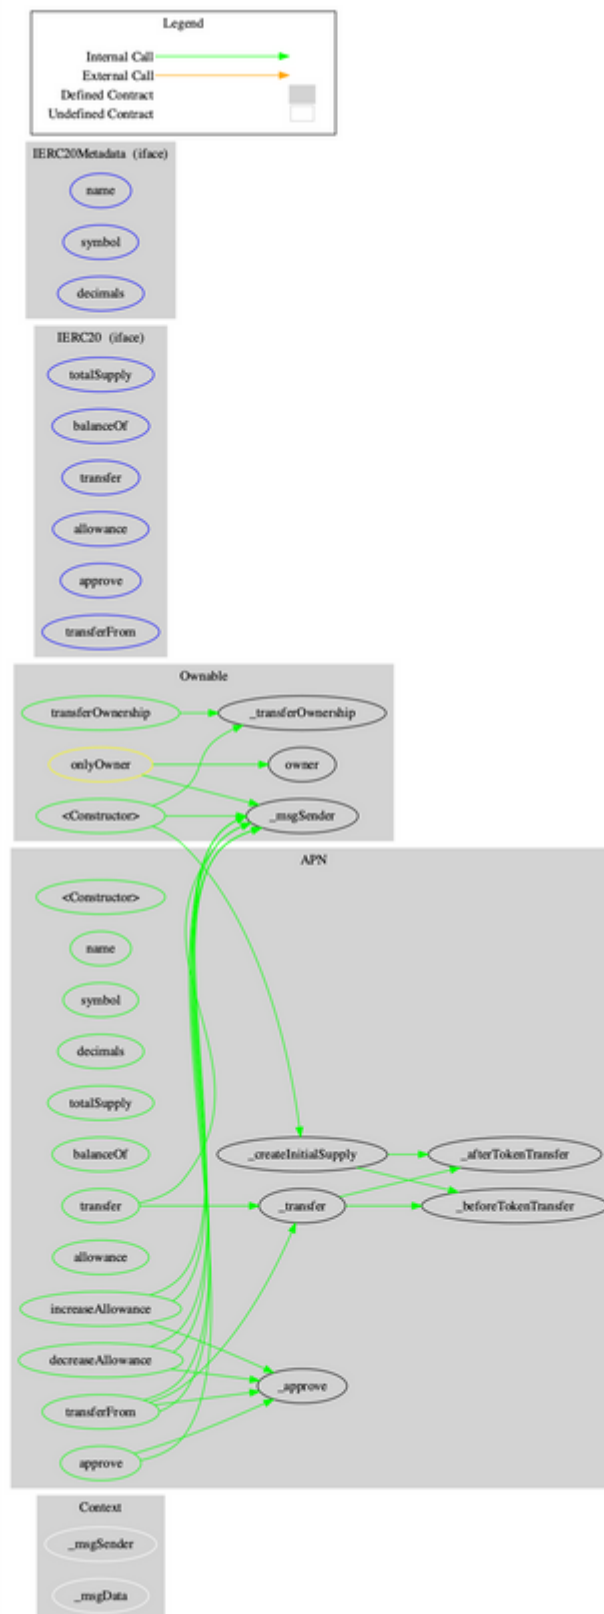 Legend
Internal Call
External Call
Defined Contract
Undefined Contract
IERC20Metadata (iface)
name
symbol
decimals
IERC20 (iface)
totalSupply
balanceOf
transfer
allowance
approve
transferFrom
Ownable
transferOwnership _transferOwnership
onlyOwner owner
<Constructor> _msgSender
APN
<Constructor>
name
symbol
decimals
totalSupply
balanceOf _createInitialSupply _afterTokenTransfer
transfer _transfer _beforeTokenTransfer
allowance
increaseAllowance
decreaseAllowance
_approve
transferFrom
approve
Context
_msgSender
_msgData